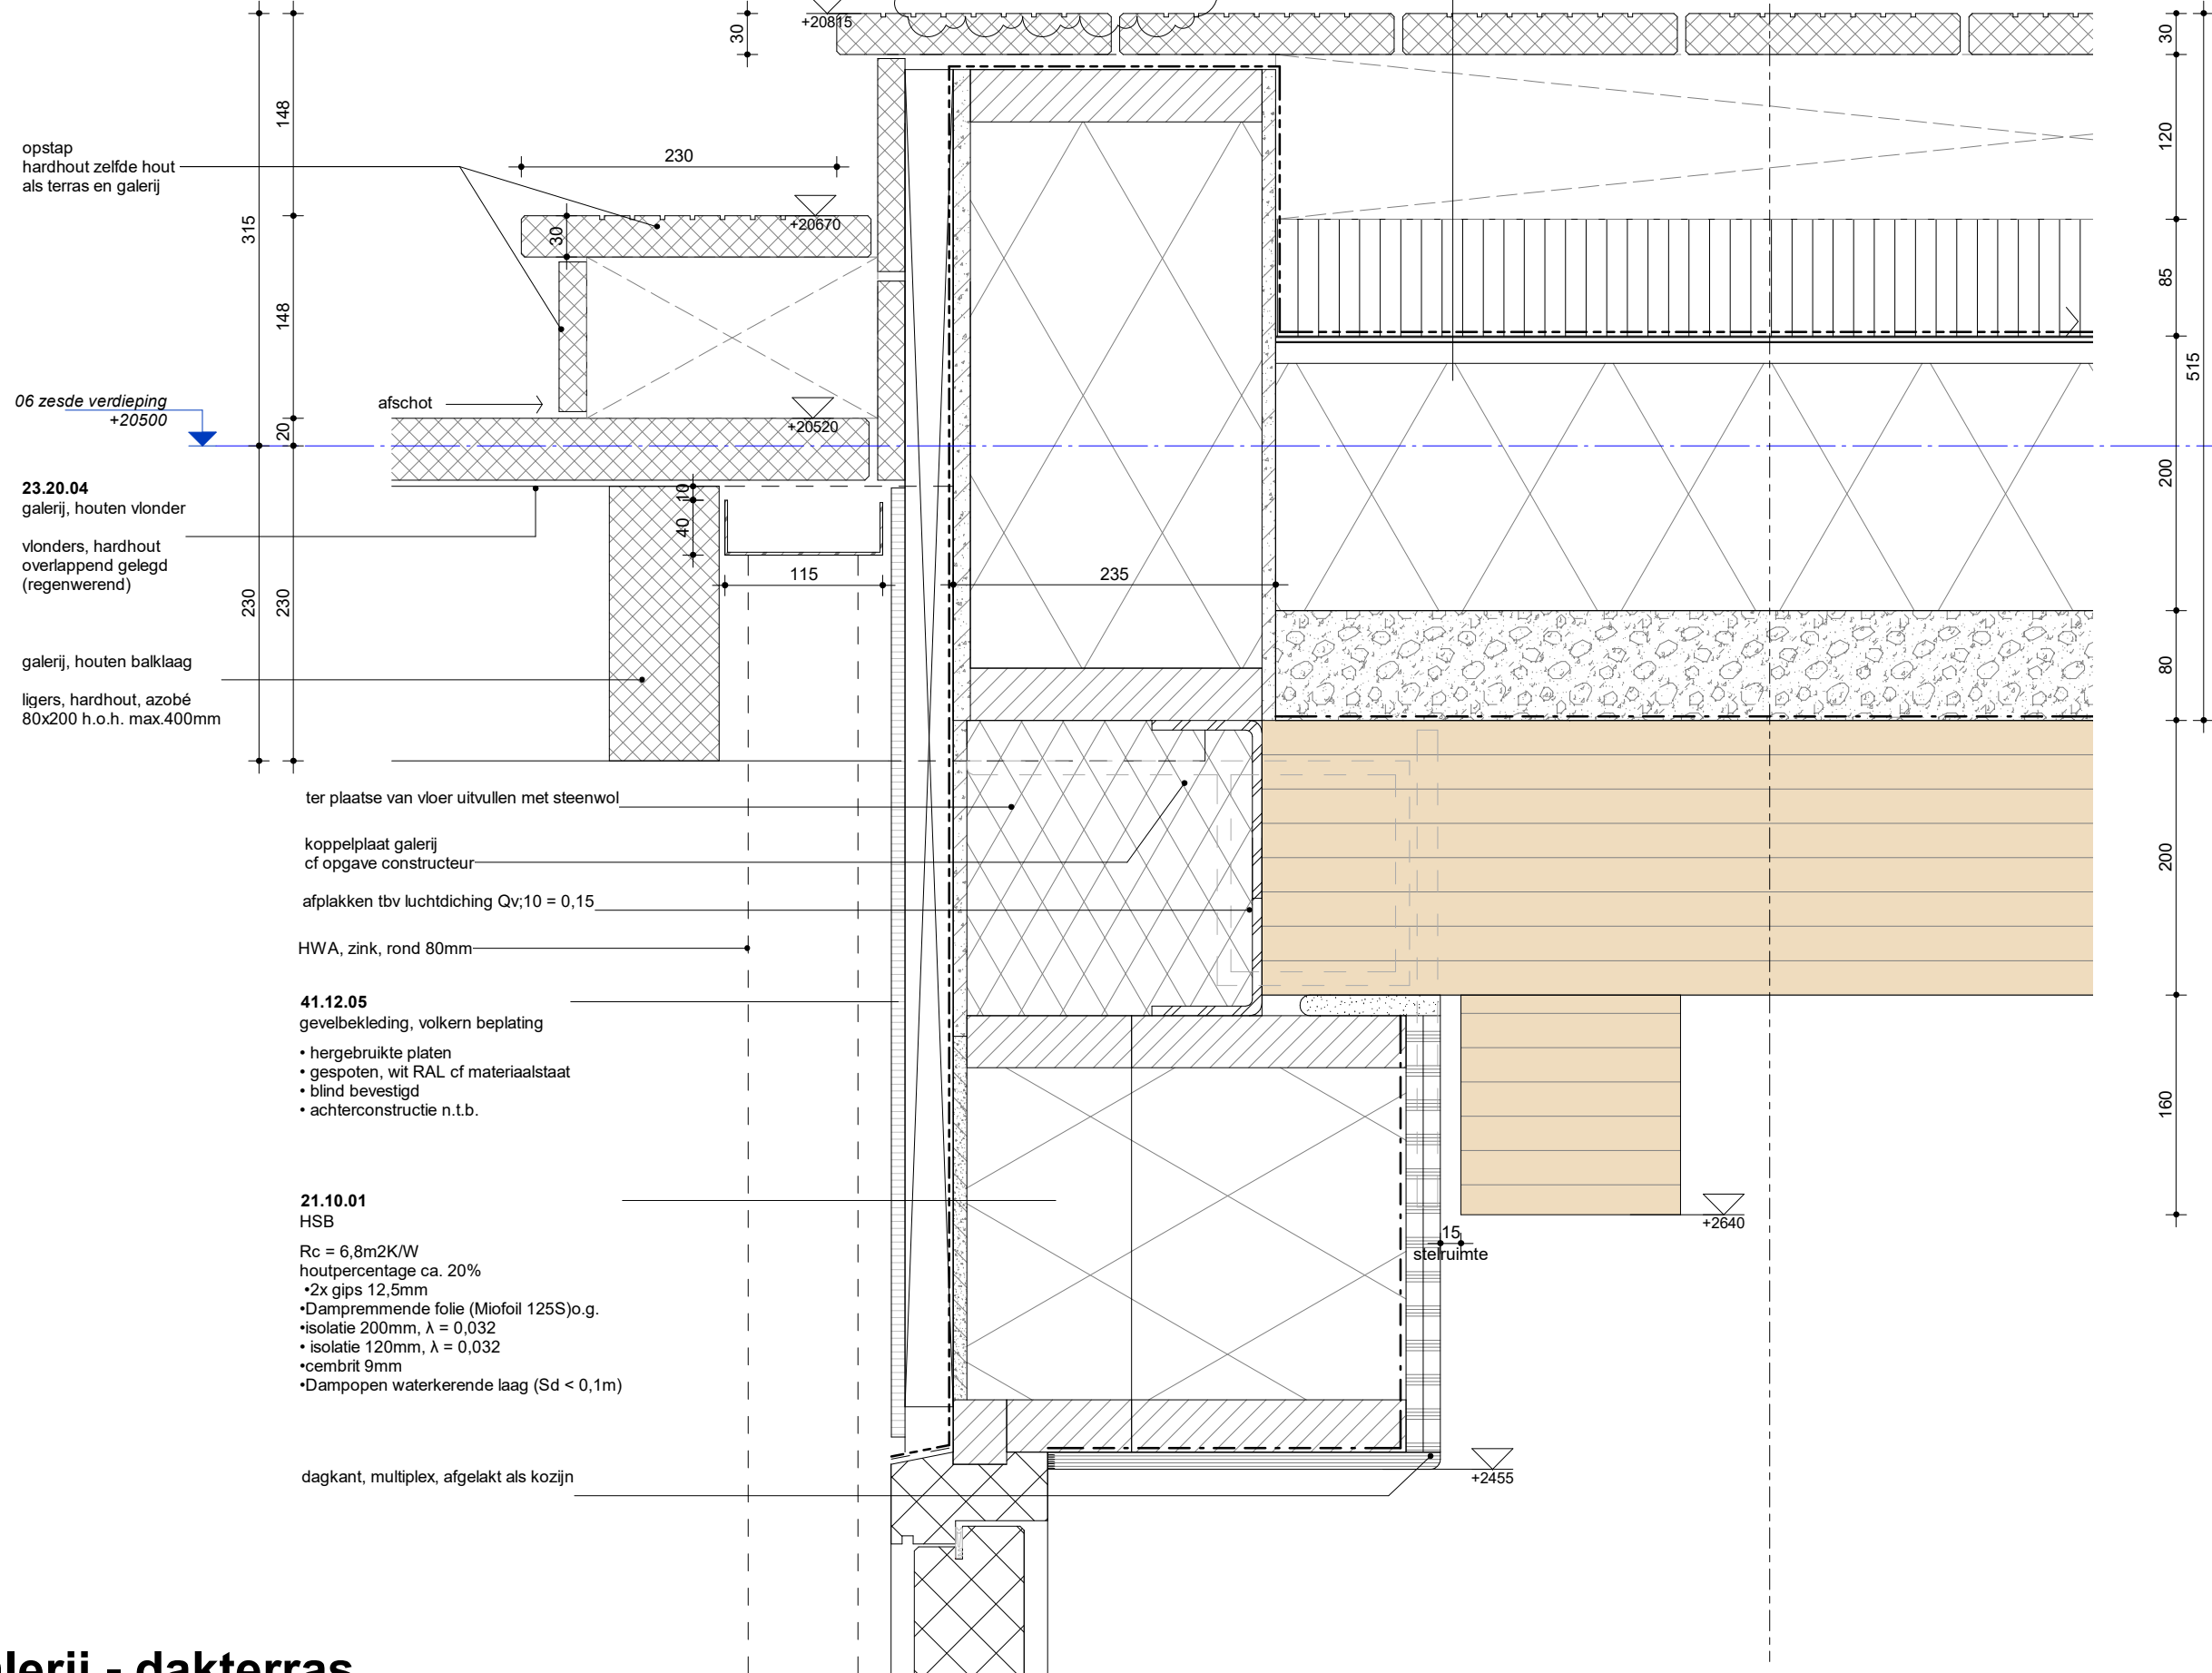 +20815
30
30
148
120
opstap
hardhout zelfde hout
als terras en galerij
230
315
30
+20670
85
148
515
06 zesde verdieping
+20500
afschot
20
+20520
23.20.04
galerij, houten vlonder
vlonders, hardhout
overlappend gelegd
(regenwerend)
10
40
200
115
235
230
230
galerij, houten balklaag
ligers, hardhout, azobé
80x200 h.o.h. max.400mm
80
ter plaatse van vloer uitvullen met steenwol
koppelplaat galerij
cf opgave constructeur
200
afplakken tbv luchtdiching Qv;10 = 0,15
HWA, zink, rond 80mm
41.12.05
gevelbekleding, volkern beplating
• hergebruikte platen
• gespoten, wit RAL cf materiaalstaat
• blind bevestigd
• achterconstructie n.t.b.
160
21.10.01
HSB
+2640
15
stelruimte
Rc = 6,8m2K/W
houtpercentage ca. 20%
•2x gips 12,5mm
•Dampremmende folie (Miofoil 125S)o.g.
•isolatie 200mm, λ = 0,032
• isolatie 120mm, λ = 0,032
•cembrit 9mm
•Dampopen waterkerende laag (Sd < 0,1m)
dagkant, multiplex, afgelakt als kozijn
+2455
alerij - dakterras